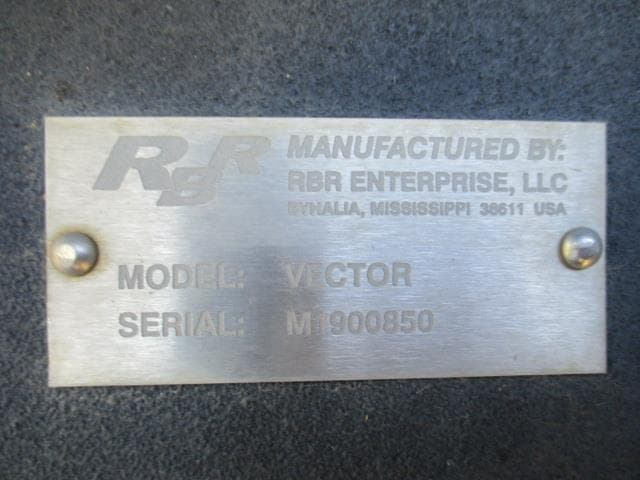 RBR
MANUFACTURED BY:
RBR ENTERPRISE, LLC
BYHALIA, MISSISSIPPI 38611 USA
MODEL: VECTOR
SERIAL: M1900850